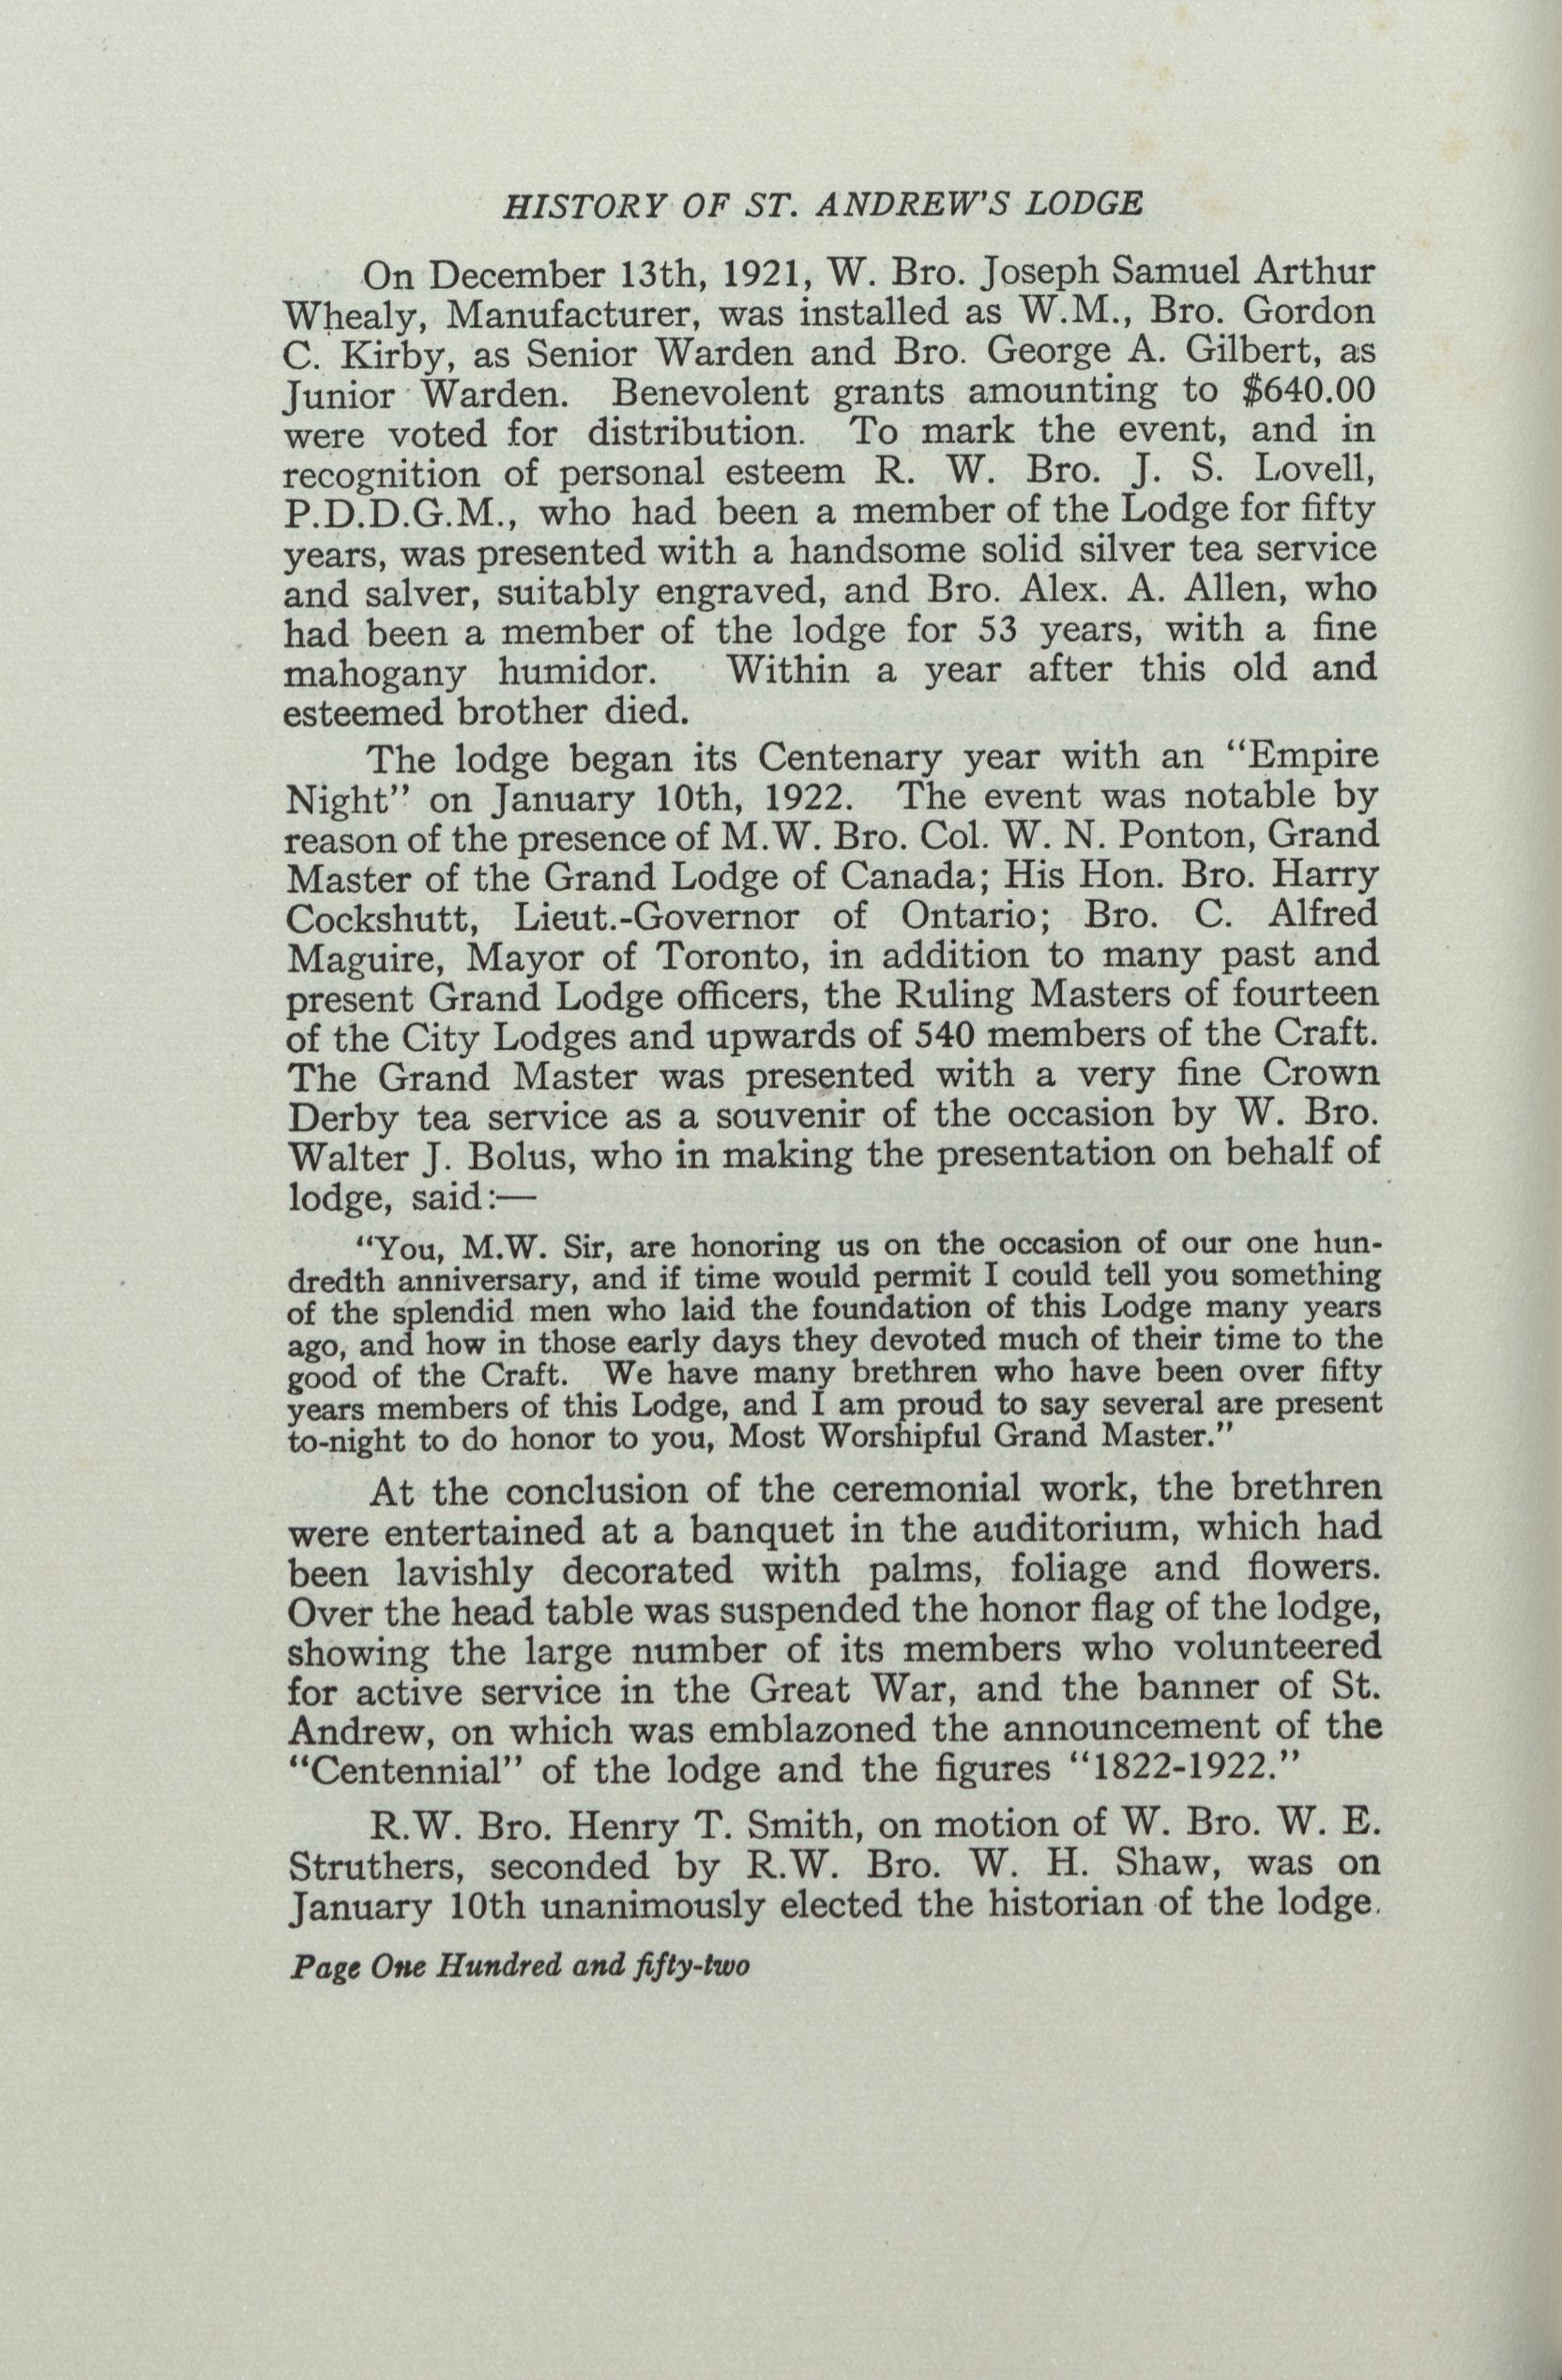 HISTORY OF ST. ANDREW'S LODGE
On December 13th, 1921, W. Bro. Joseph Samuel Arthur
Whealy, Manufacturer, was installed as W.M., Bro. Gordon
C. Kirby, as Senior Warden and Bro. George A. Gilbert, as
Junior Warden. Benevolent grants amounting to $640.00
were voted for distribution. To mark the event, and in
recognition of personal esteem R. W. Bro. J. S. Lovell,
P.D.D.G.M., who had been a member of the Lodge for fifty
years, was presented with a handsome solid silver tea service
and salver, suitably engraved, and Bro. Alex. A. Allen, who
had been a member of the lodge for 53 years, with a fine
mahogany humidor. Within a year after this old and
esteemed brother died.
The lodge began its Centenary year with an "Empire
Night" on January 10th, 1922. The event was notable by
reason of the presence of M.W. Bro. Col. W. N. Ponton, Grand
Master of the Grand Lodge of Canada; His Hon. Bro. Harry
Cockshutt, Lieut.-Governor of Ontario; Bro. C. Alfred
Maguire, Mayor of Toronto, in addition to many past and
present Grand Lodge officers, the Ruling Masters of fourteen
of the City Lodges and upwards of 540 members of the Craft.
The Grand Master was presented with a very fine Crown
Derby tea service as a souvenir of the occasion by W. Bro.
Walter J. Bolus, who in making the presentation on behalf of
lodge, said:—
"You, M.W. Sir, are honoring us on the occasion of our one hun-
dredth anniversary, and if time would permit I could tell you something
of the splendid men who laid the foundation of this Lodge many years
ago, and how in those early days they devoted much of their time to the
good of the Craft. We have many brethren who have been over fifty
years members of this Lodge, and I am proud to say several are present
to-night to do honor to you, Most Worshipful Grand Master."
At the conclusion of the ceremonial work, the brethren
were entertained at a banquet in the auditorium, which had
been lavishly decorated with palms, foliage and flowers.
Over the head table was suspended the honor flag of the lodge,
showing the large number of its members who volunteered
for active service in the Great War, and the banner of St.
Andrew, on which was emblazoned the announcement of the
"Centennial" of the lodge and the figures "1822-1922."
R.W. Bro. Henry T. Smith, on motion of W. Bro. W. E.
Struthers, seconded by R.W. Bro. W. H. Shaw, was on
January 10th unanimously elected the historian of the lodge.
Page One Hundred and fifty-two